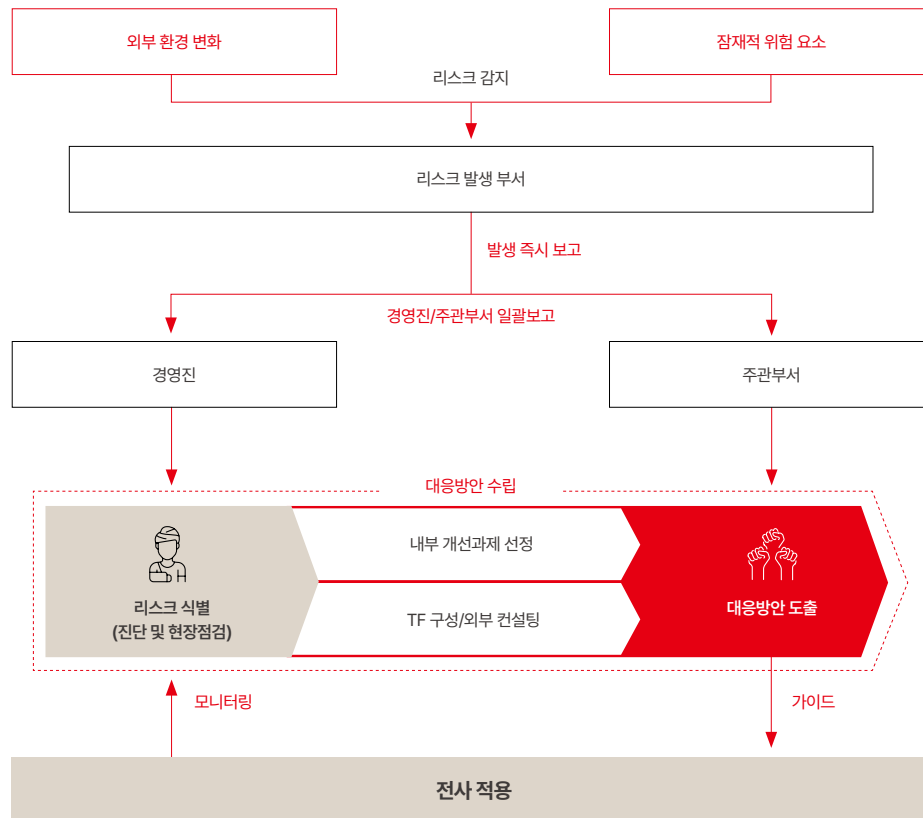 외부 환경 변화
잠재적 위험 요소
리스크 감지
리스크 발생 부서
발생 즉시 보고
경영진/주관부서 일괄보고
경영진
주관부서
대응방안 수립
리스크 식별
(진단 및 현장점검)
내부 개선과제 선정
TF 구성/외부 컨설팅
대응방안 도출
모니터링
가이드
전사 적용